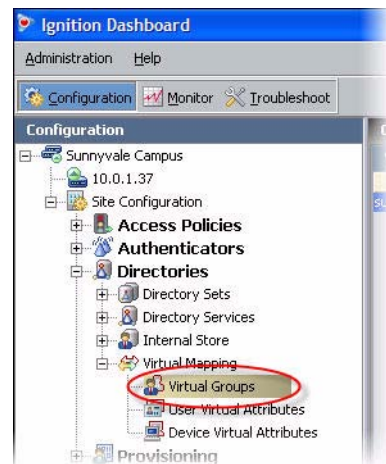 Ignition Dashboard
Administration Help
Configuration Monitor Troubleshoot
Configuration
Sunnyvale Campus
10.0.1.37
Site Configuration
Access Policies
Authenticators
Directories
Directory Sets
Directory Services
Internal Store
Virtual Mapping
Virtual Groups
User Virtual Attributes
Device Virtual Attributes
Provisioning